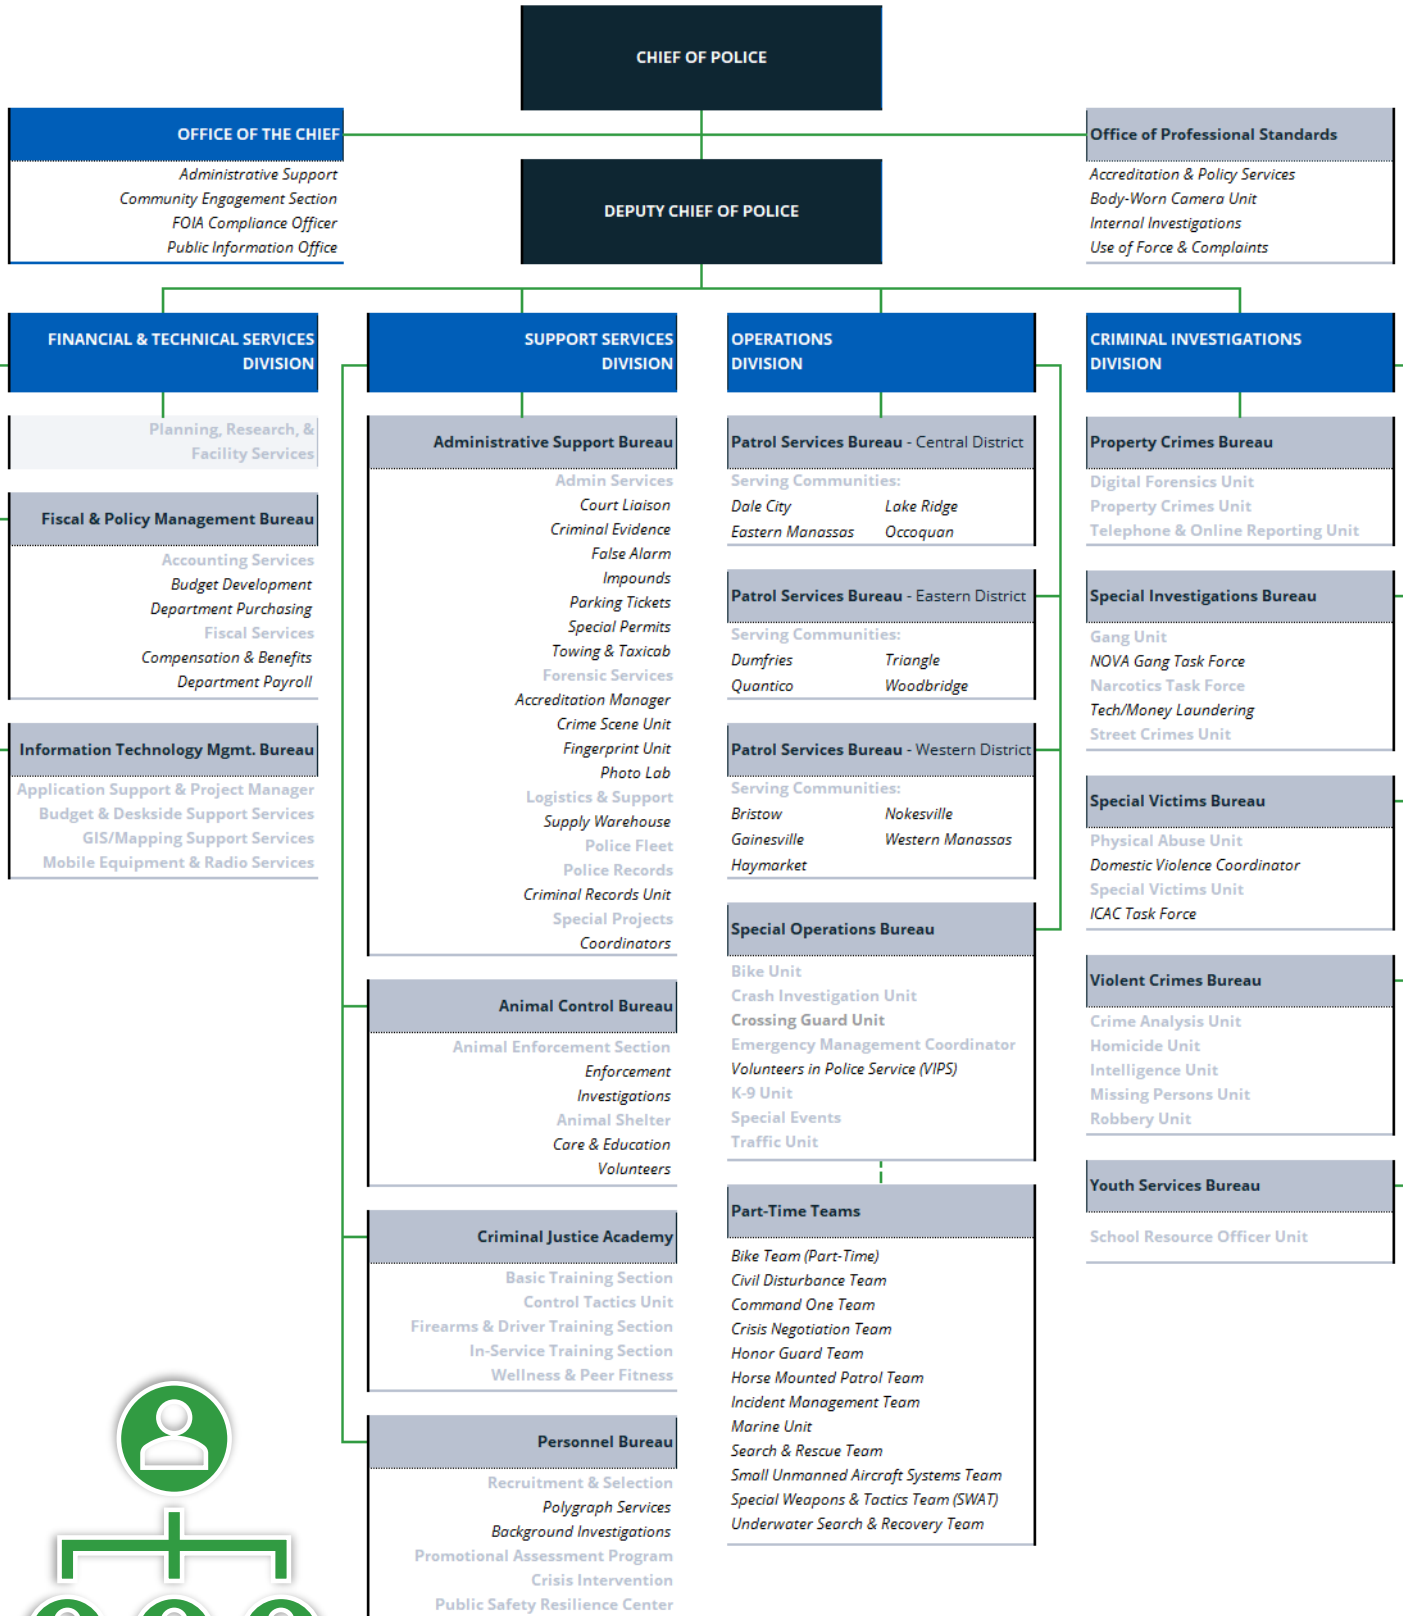 CHIEF OF POLICE
OFFICE OF THE CHIEF
Administrative Support
Community Engagement Section
FOIA Compliance Officer
Public Information Office
DEPUTY CHIEF OF POLICE
Office of Professional Standards
Accreditation & Policy Services
Body-Worn Camera Unit
Internal Investigations
Use of Force & Complaints
FINANCIAL & TECHNICAL SERVICES
DIVISION
Planning, Research, &
Facility Services
Fiscal & Policy Management Bureau
Accounting Services
Budget Development
Department Purchasing
Fiscal Services
Compensation & Benefits
Department Payroll
Information Technology Mgmt. Bureau
Application Support & Project Manager
Budget & Deskside Support Services
GIS/Mapping Support Services
Mobile Equipment & Radio Services
SUPPORT SERVICES
DIVISION
Administrative Support Bureau
Admin Services
Court Liaison
Criminal Evidence
False Alarm
Impounds
Parking Tickets
Special Permits
Towing & Taxicab
Forensic Services
Accreditation Manager
Crime Scene Unit
Fingerprint Unit
Photo Lab
Logistics & Support
Supply Warehouse
Police Fleet
Police Records
Criminal Records Unit
Special Projects
Coordinators
Animal Control Bureau
Animal Enforcement Section
Enforcement
Investigations
Animal Shelter
Care & Education
Volunteers
Criminal Justice Academy
Basic Training Section
Control Tactics Unit
Firearms & Driver Training Section
In-Service Training Section
Wellness & Peer Fitness
Personnel Bureau
Recruitment & Selection
Polygraph Services
Background Investigations
Promotional Assessment Program
Crisis Intervention
Public Safety Resilience Center
OPERATIONS
DIVISION
Patrol Services Bureau - Central District
Serving Communities:
Dale City Lake Ridge
Eastern Manassas Occoquan
Patrol Services Bureau - Eastern District
Serving Communities:
Dumfries Triangle
Quantico Woodbridge
Patrol Services Bureau - Western District
Serving Communities:
Bristow Nokesville
Gainesville Western Manassas
Haymarket
Special Operations Bureau
Bike Unit
Crash Investigation Unit
Crossing Guard Unit
Emergency Management Coordinator
Volunteers in Police Service (VIPS)
K-9 Unit
Special Events
Traffic Unit
Part-Time Teams
Bike Team (Part-Time)
Civil Disturbance Team
Command One Team
Crisis Negotiation Team
Honor Guard Team
Horse Mounted Patrol Team
Incident Management Team
Marine Unit
Search & Rescue Team
Small Unmanned Aircraft Systems Team
Special Weapons & Tactics Team (SWAT)
Underwater Search & Recovery Team
CRIMINAL INVESTIGATIONS
DIVISION
Property Crimes Bureau
Digital Forensics Unit
Property Crimes Unit
Telephone & Online Reporting Unit
Special Investigations Bureau
Gang Unit
NOVA Gang Task Force
Narcotics Task Force
Tech/Money Laundering
Street Crimes Unit
Special Victims Bureau
Physical Abuse Unit
Domestic Violence Coordinator
Special Victims Unit
ICAC Task Force
Violent Crimes Bureau
Crime Analysis Unit
Homicide Unit
Intelligence Unit
Missing Persons Unit
Robbery Unit
Youth Services Bureau
School Resource Officer Unit